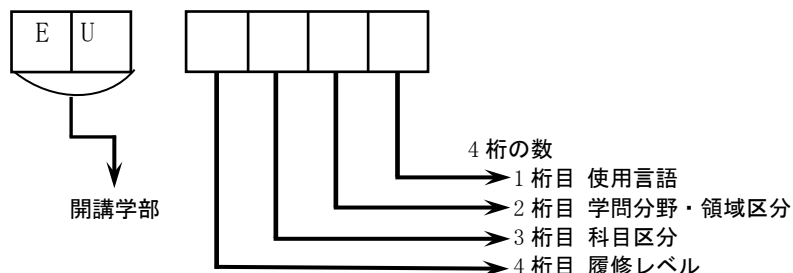 E U
4 桁の数
1 桁目 使用言語
開講学部
2 桁目 学問分野・領域区分
3 桁目 科目区分
4 桁目 履修レベル